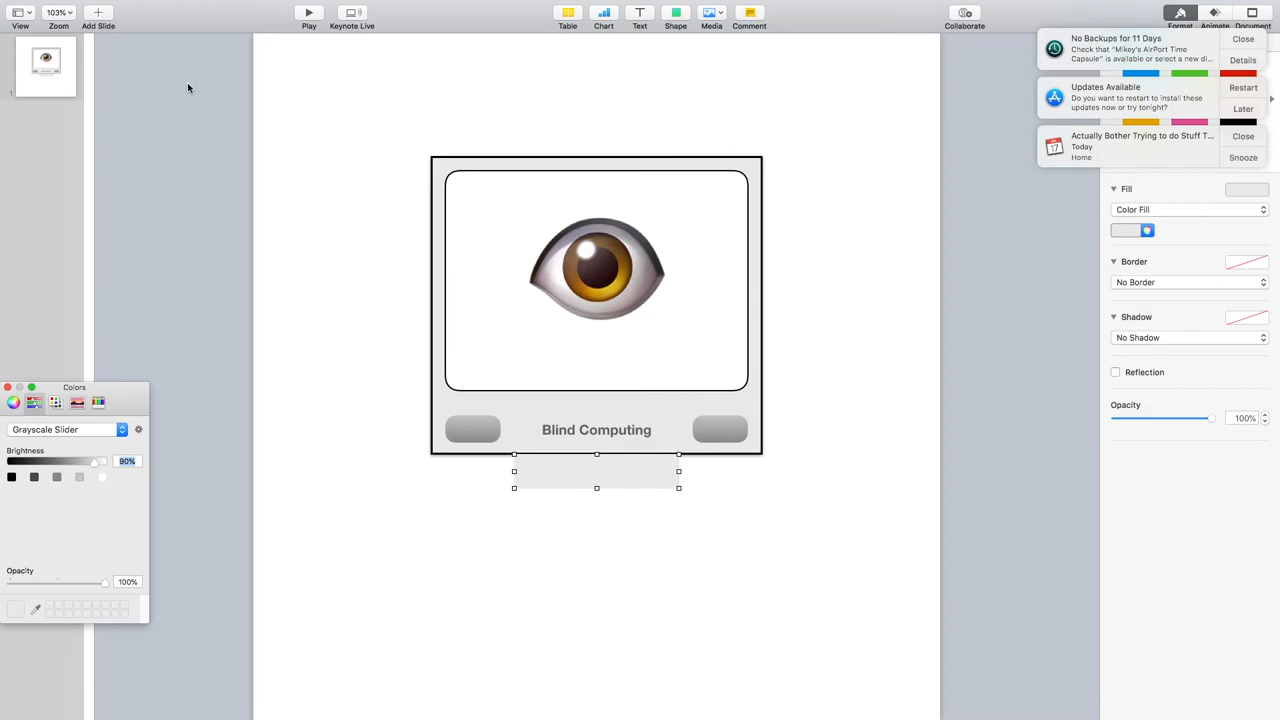 103%
View
Zoom
Add Slide
Play
Keynote Live
Table
Chart
Text
Shape
Media
Comment
Collaborate
Format
Animate
Document
1
No Backups for 11 Days
Check that “Mikey's AirPort Time
Capsule” is available or select a new di...
Close
Details
Updates Available
Do you want to restart to install these
updates now or try tonight?
Restart
Later
17
Actually Bother Trying to do Stuff T...
Today
Home
Close
Snooze
Fill
Color Fill
Border
No Border
Shadow
No Shadow
Reflection
Opacity
100%
Blind Computing
Colors
Grayscale Slider
Brightness
90%
Opacity
100%